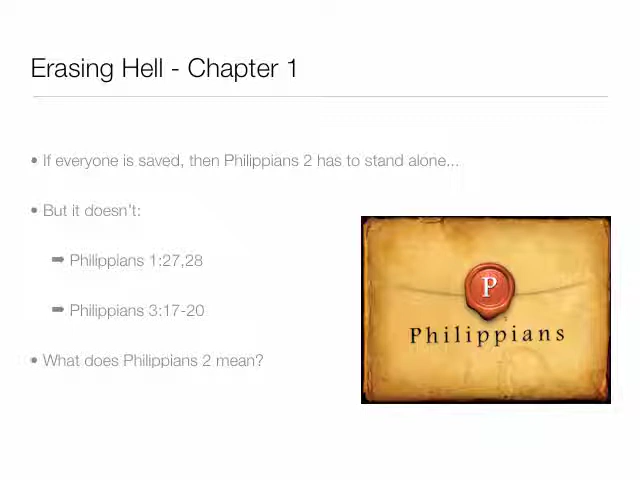 Erasing Hell - Chapter 1
• If everyone is saved, then Philippians 2 has to stand alone...
• But it doesn't:
➡ Philippians 1:27,28
➡ Philippians 3:17-20
• What does Philippians 2 mean?
P
Philippians